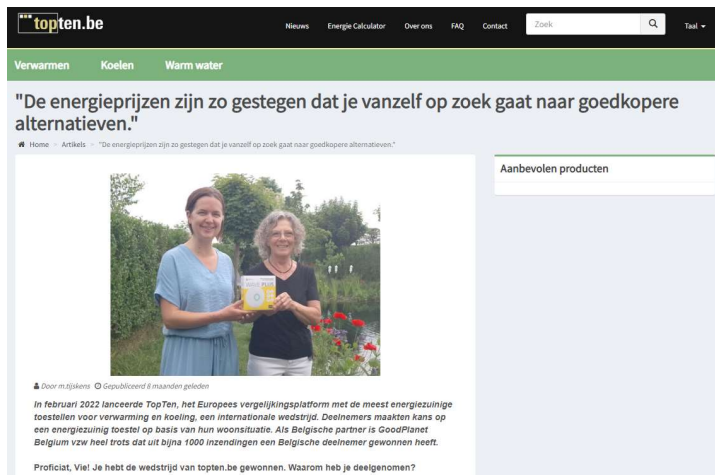 topten.be
Nieuws Energie Calculator Over ons FAQ Contact Zoek Taal
Verwarmen Koelen Warm water
"De energieprijzen zijn zo gestegen dat je vanzelf op zoek gaat naar goedkopere
alternatieven."
Home > Artikels > "De energieprijzen zijn zo gestegen dat je vanzelf op zoek gaat naar goedkopere alternatieven."
Aanbevolen producten
PLUS
Door m.tijskens Gepubliceerd 8 maanden geleden
In februari 2022 lanceerde TopTen, het Europees vergelijkingsplatform met de meest energiezuinige
toestellen voor verwarming en koeling, een internationale wedstrijd. Deelnemers maakten kans op
een energiezuinig toestel op basis van hun woonsituatie. Als Belgische partner is GoodPlanet
Belgium vzw heel trots dat uit bijna 1000 inzendingen een Belgische deelnemer gewonnen heeft.
Proficiat, Vie! Je hebt de wedstrijd van topten.be gewonnen. Waarom heb je deelgenomen?